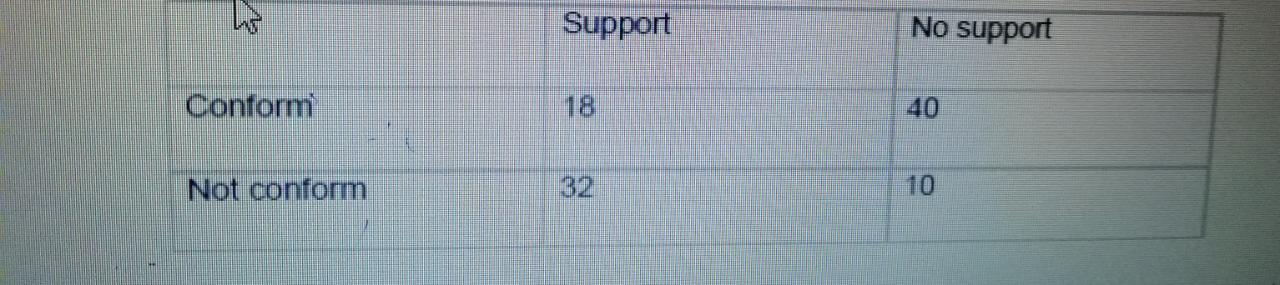 Support No support
Conform 18 40
Not conform 32 10